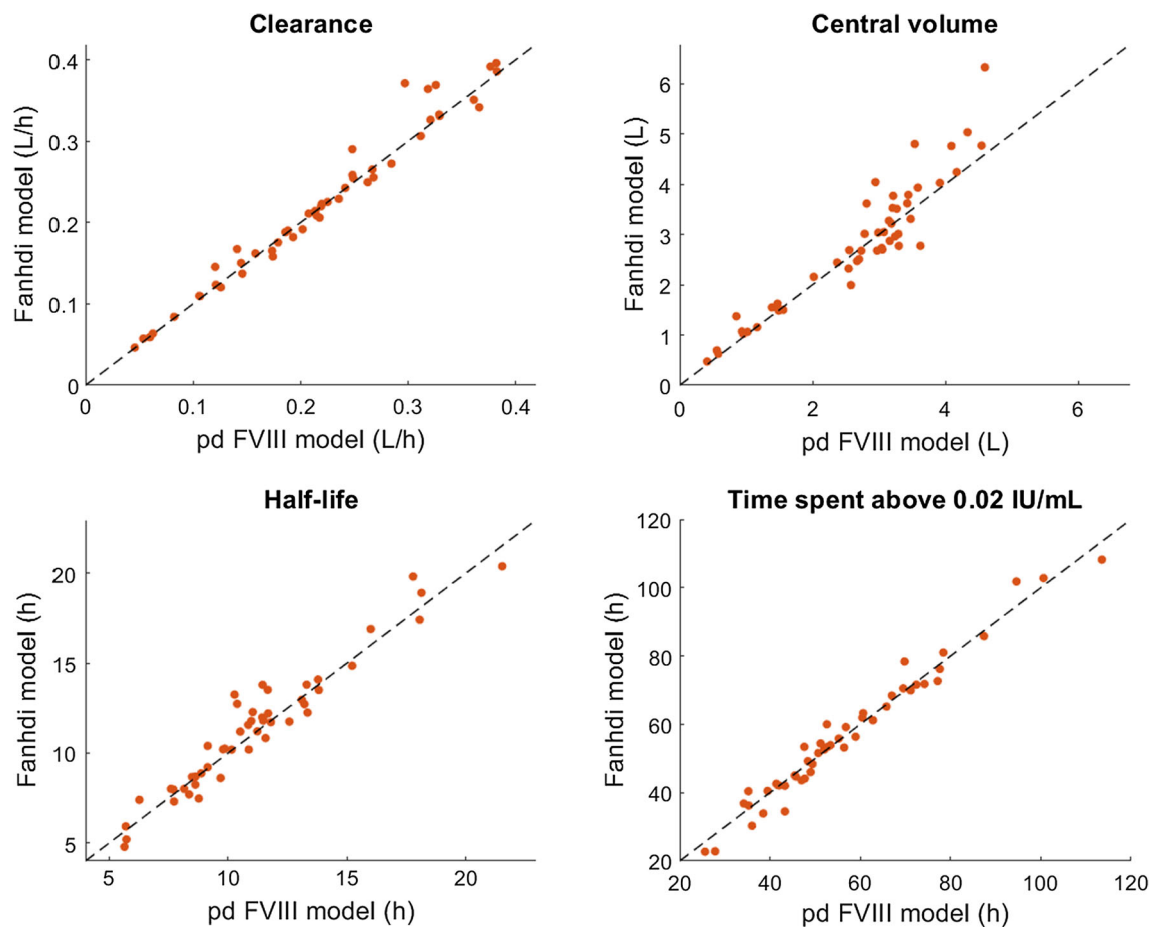 Clearance
Fanhdi model (L/h)
0.4
0.3
0.2
0.1
0
0 0.1 0.2 0.3 0.4
pd FVIII model (L/h)
Central volume
Fanhdi model (L)
6
5
4
3
2
1
0
0 2 4 6
pd FVIII model (L)
Half-life
Fanhdi model (h)
20
15
10
5
5 10 15 20
pd FVIII model (h)
Time spent above 0.02 IU/mL
Fanhdi model (h)
120
100
80
60
40
20
20 40 60 80 100 120
pd FVIII model (h)